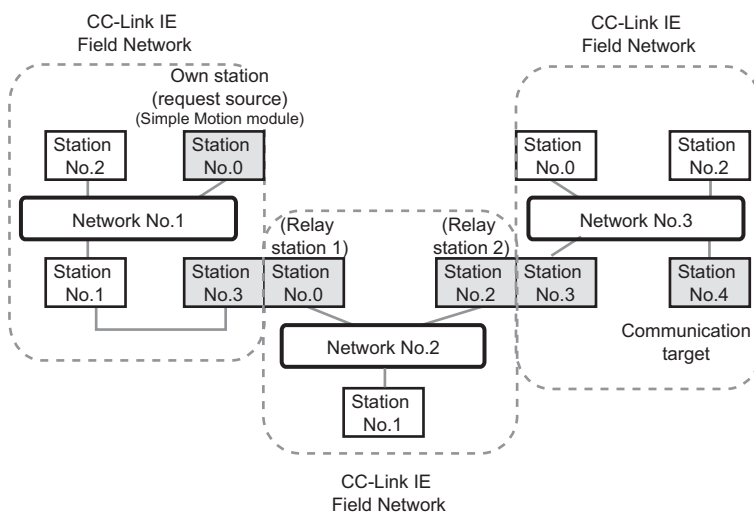 CC-Link IE
Field Network
CC-Link IE
Field Network
Own station
(request source)
(Simple Motion module)
Station
No.2
Station
No.0
Station
No.0
Station
No.2
Network No.1
Network No.3
(Relay
station 1)
(Relay
station 2)
Station
No.1
Station
No.3
Station
No.0
Station
No.2
Station
No.3
Station
No.4
Communication
target
Network No.2
Station
No.1
CC-Link IE
Field Network